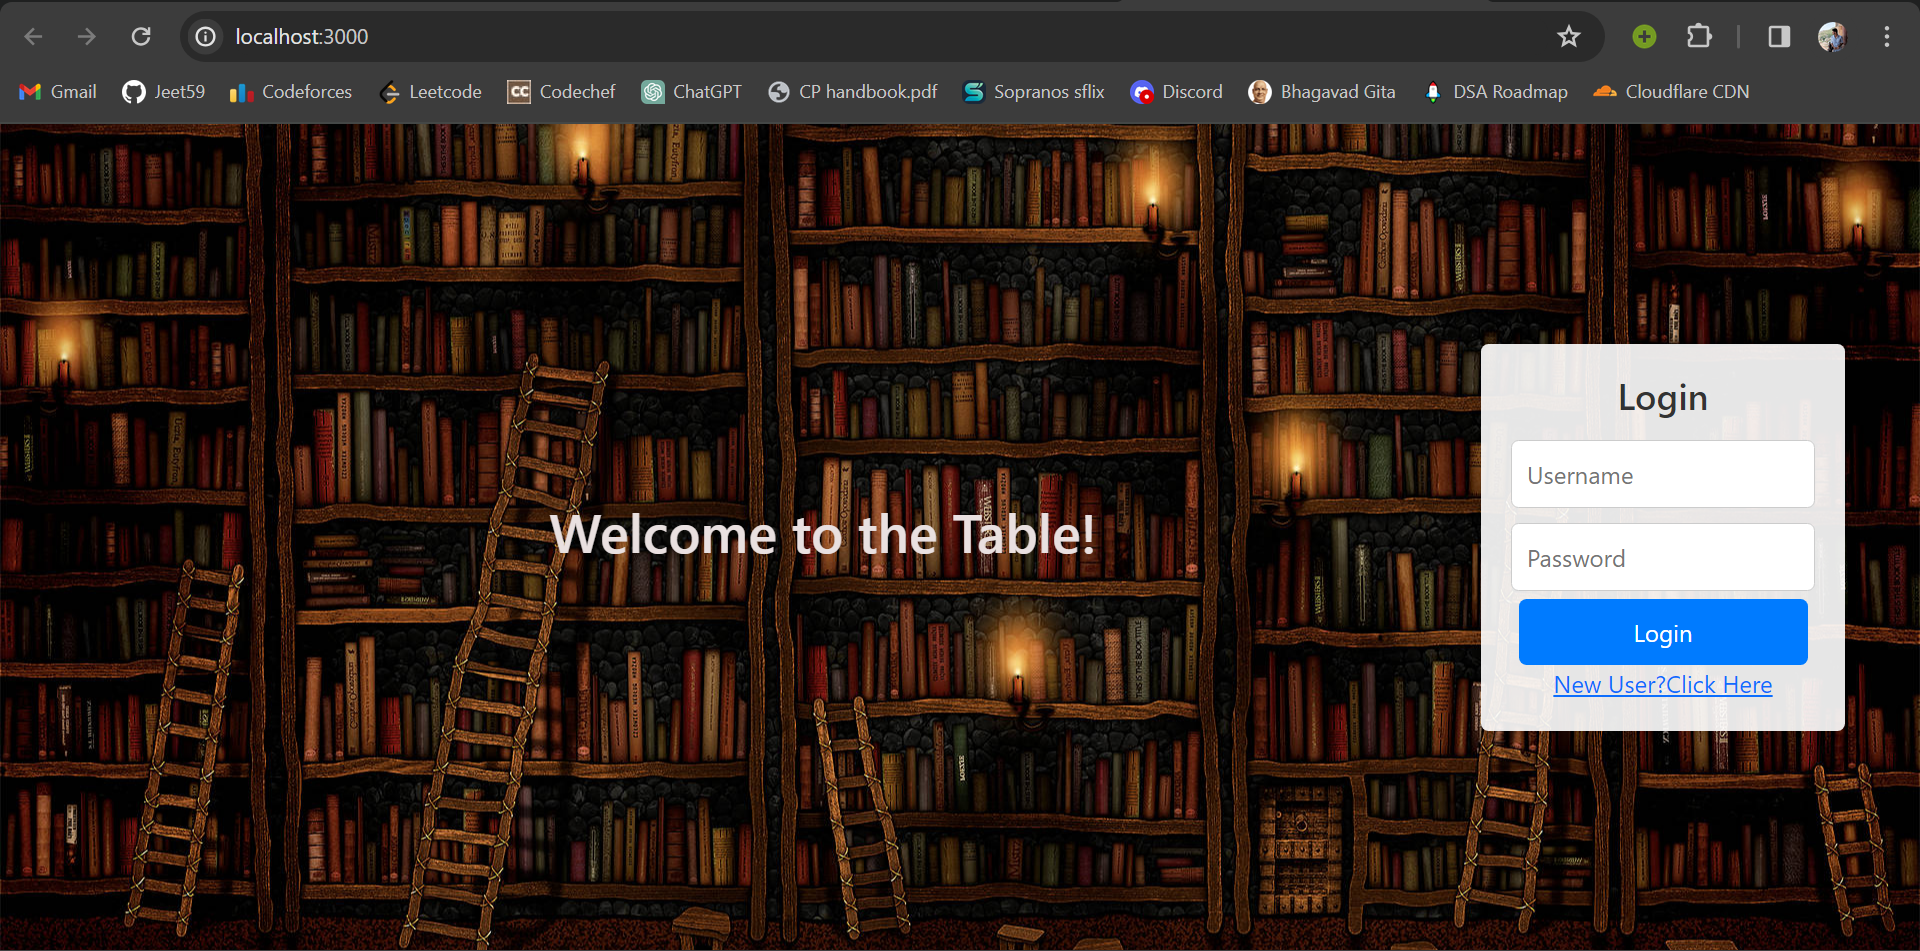 localhost:3000
Gmail Jeet59 Codeforces Leetcode CC Codechef ChatGPT CP handbook.pdf Sopranos sflix Discord Bhagavad Gita DSA Roadmap Cloudflare CDN
Login
Username
Welcome to the Table!
Password
Login
New User?Click Here